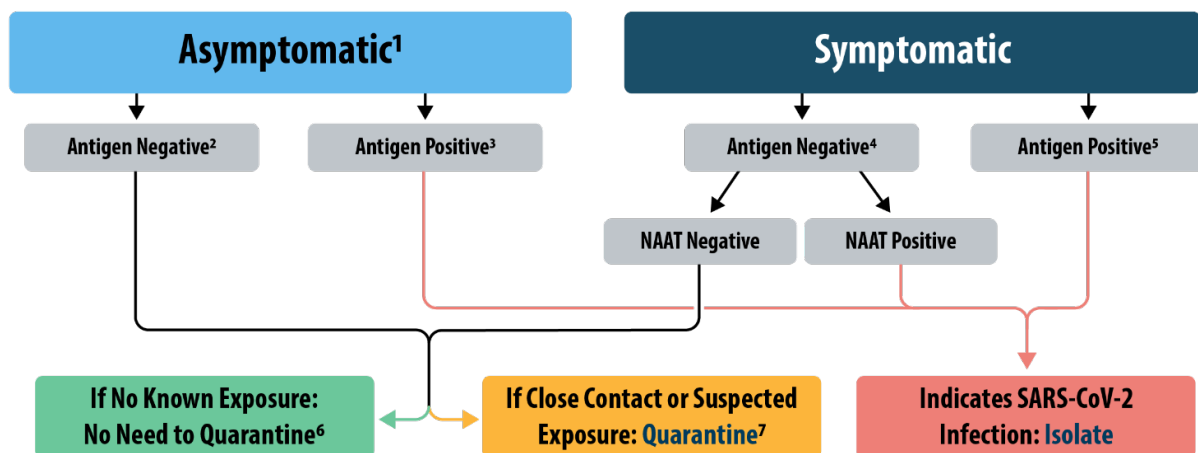 Asymptomatic¹
Symptomatic
Antigen Negative²
Antigen Positive³
Antigen Negative⁴
Antigen Positive⁵
NAAT Negative
NAAT Positive
If No Known Exposure:
No Need to Quarantine⁶
If Close Contact or Suspected
Exposure: Quarantine⁷
Indicates SARS-CoV-2
Infection: Isolate